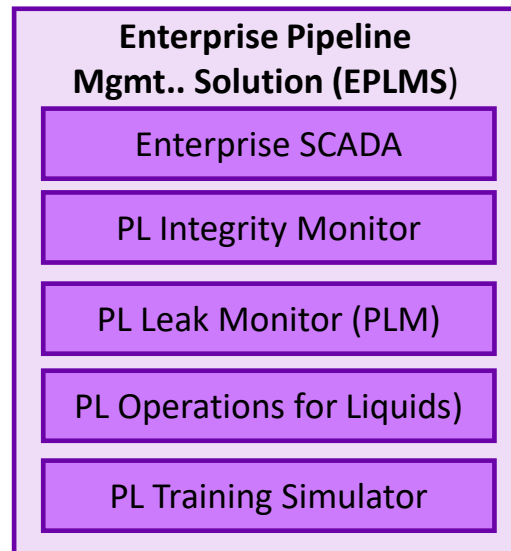 Enterprise Pipeline
Mgmt.. Solution (EPLMS)
Enterprise SCADA
PL Integrity Monitor
PL Leak Monitor (PLM)
PL Operations for Liquids)
PL Training Simulator